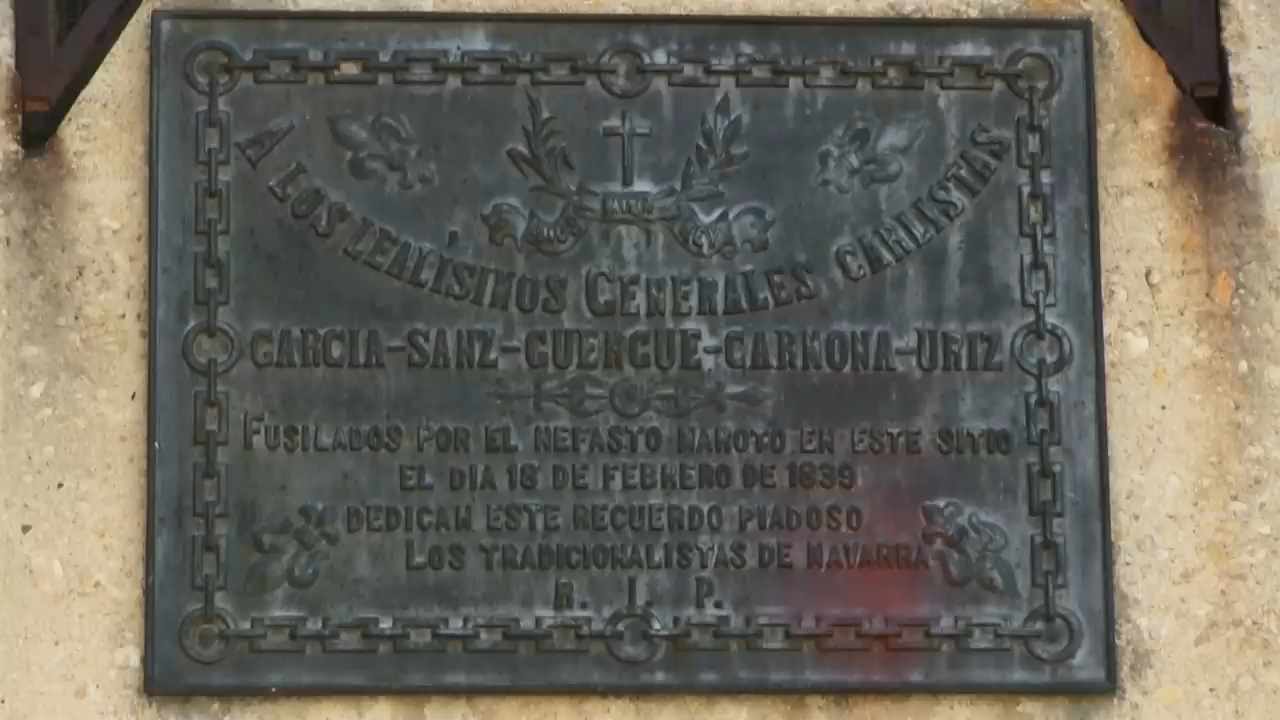 A LOS LEALÍSIMOS GENERALES CARLISTAS
GARCIA-SANZ-GUERGUE-CARMONA-URIZ
FUSILADOS POR EL NEFASTO MAROTO EN ESTE SITIO
EL DIA 18 DE FEBRERO DE 1839
DEDICAN ESTE RECUERDO PIADOSO
LOS TRADICIONALISTAS DE NAVARRA
R. I. P.